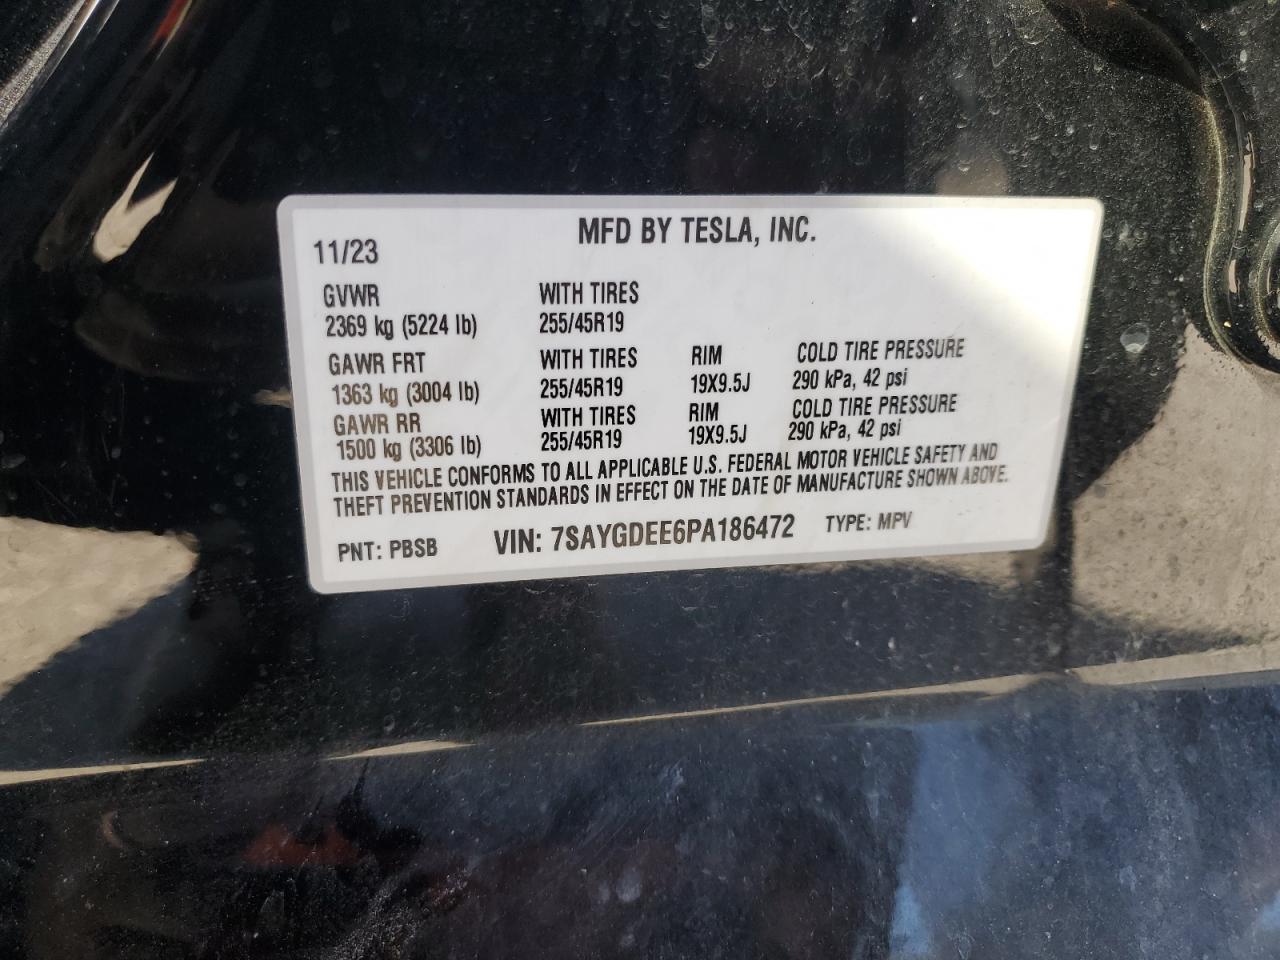 MFD BY TESLA, INC.
11/23
GVWR WITH TIRES
2369 kg (5224 lb) 255/45R19
GAWR FRT WITH TIRES RIM COLD TIRE PRESSURE
1363 kg (3004 lb) 255/45R19 19X9.5J 290 kPa, 42 psi
GAWR RR WITH TIRES RIM COLD TIRE PRESSURE
1500 kg (3306 lb) 255/45R19 19X9.5J 290 kPa, 42 psi
THIS VEHICLE CONFORMS TO ALL APPLICABLE U.S. FEDERAL MOTOR VEHICLE SAFETY AND
THEFT PREVENTION STANDARDS IN EFFECT ON THE DATE OF MANUFACTURE SHOWN ABOVE.
PNT: PBSB VIN: 7SAYGDEE6PA186472 TYPE: MPV